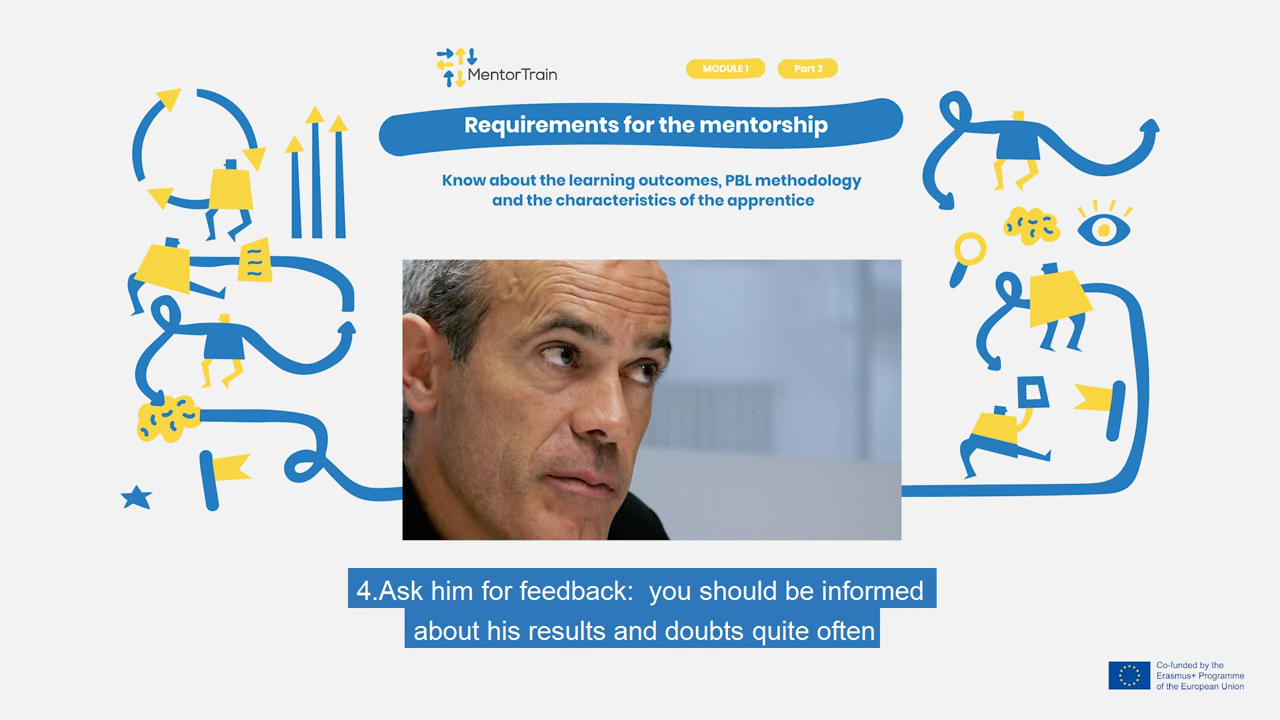 MentorTrain
MODULE 1
Part 2
Requirements for the mentorship
Know about the learning outcomes, PBL methodology
and the characteristics of the apprentice
4.Ask him for feedback:  you should be informed
about his results and doubts quite often
Co-funded by the
Erasmus+ Programme
of the European Union